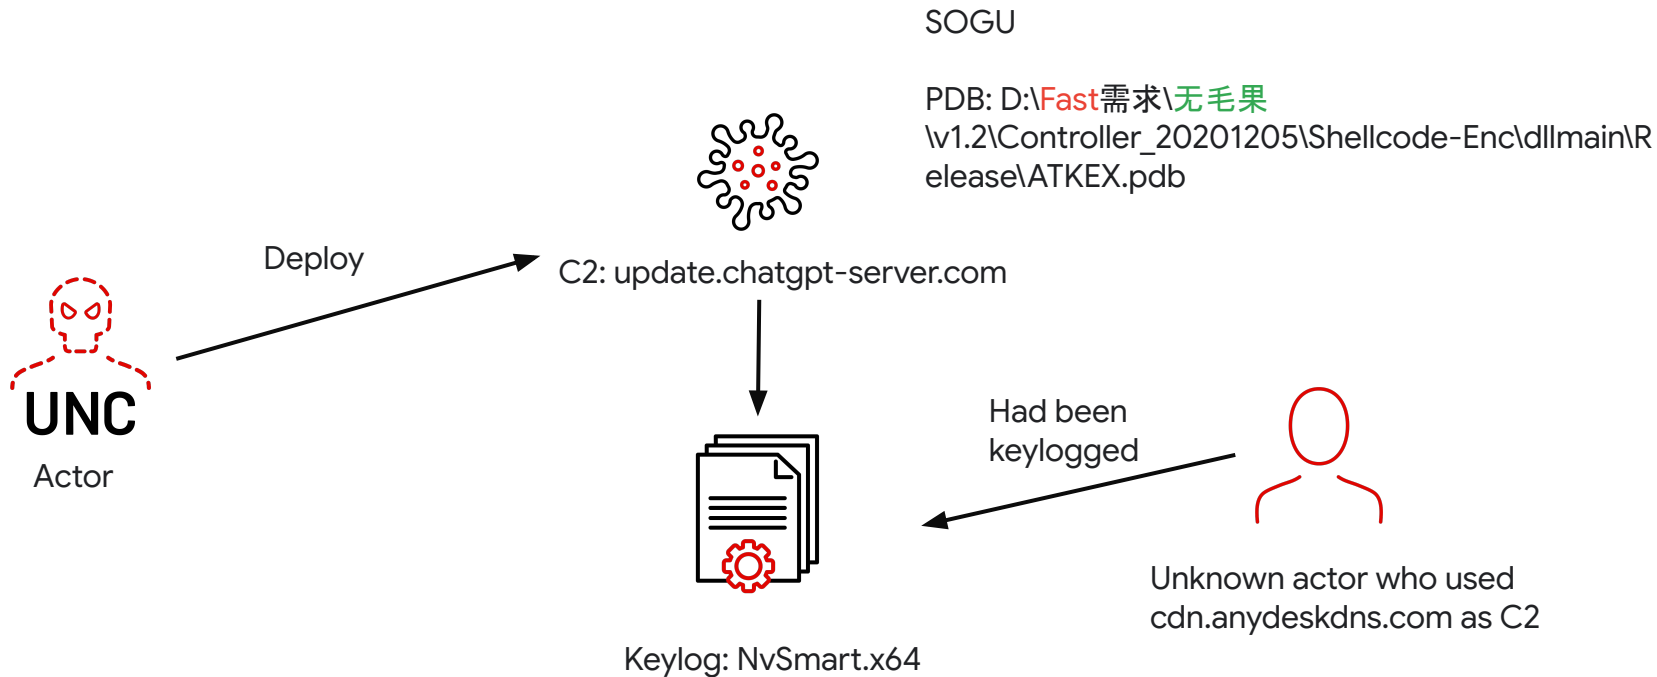 SOGU
PDB: D:\Fast需求\无毛果
\v1.2\Controller_20201205\Shellcode-Enc\dllmain\R
elease\ATKEX.pdb
Deploy
C2: update.chatgpt-server.com
UNC
Actor
Had been
keylogged
Unknown actor who used
cdn.anydeskdns.com as C2
Keylog: NvSmart.x64